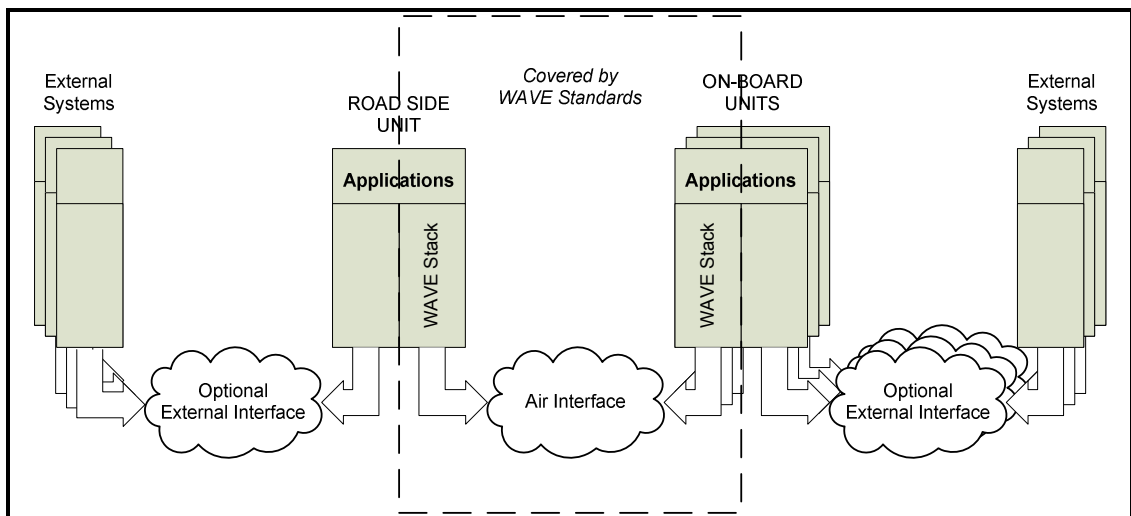 External
Systems
ROAD SIDE
UNIT
Covered by
WAVE Standards
ON-BOARD
UNITS
External
Systems
Applications
WAVE Stack
Applications
WAVE Stack
Optional
External Interface
Air Interface
Optional
External Interface